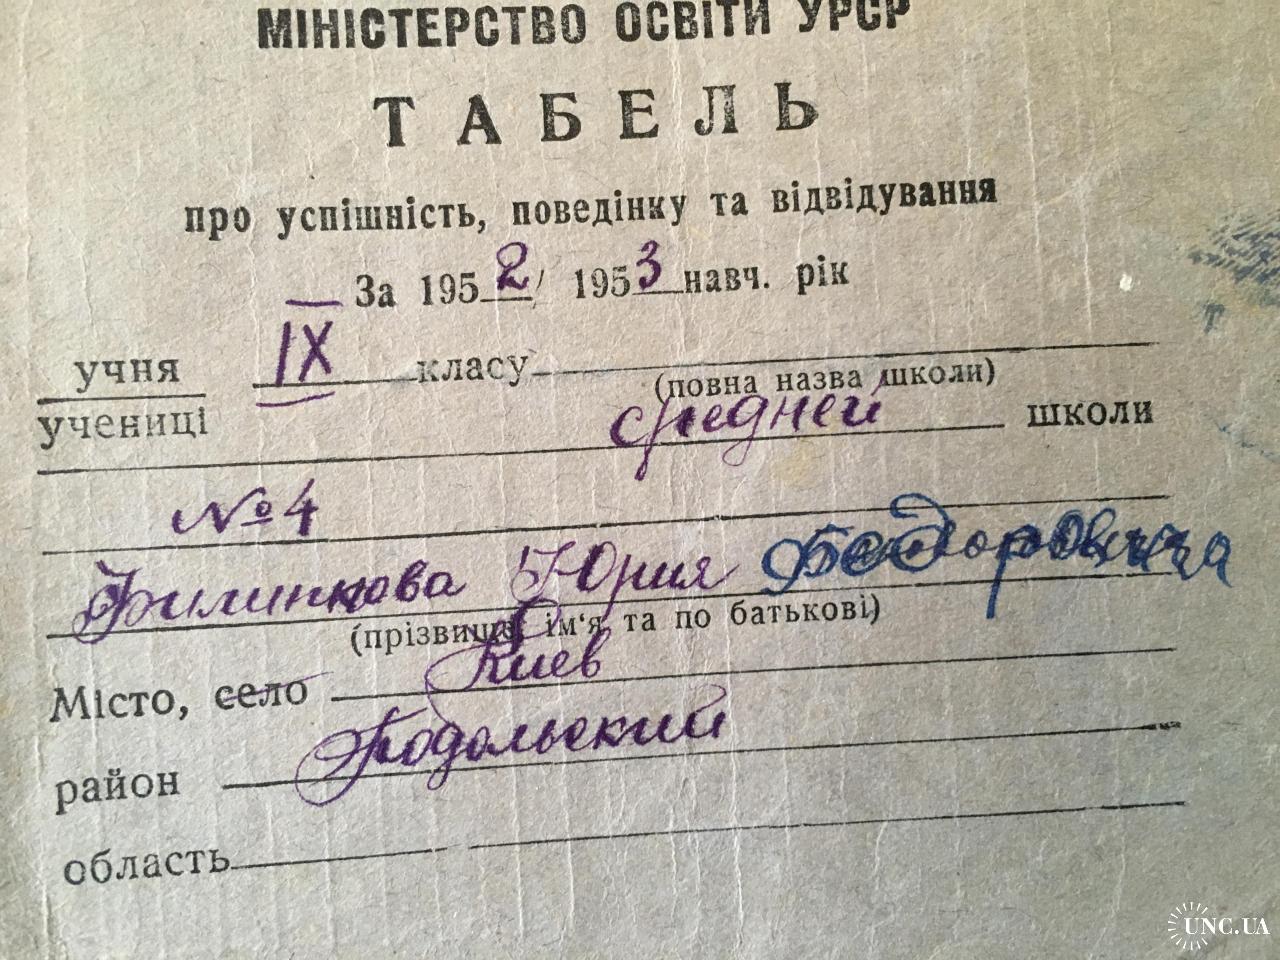 МІНІСТЕРСТВО ОСВІТИ УРСР
ТАБЕЛЬ
про успішність, поведінку та відвідування
За 1952/1953 навч. рік
учня IX класу
учениці
(повна назва школи)
средней школи
№ 4
Филинкова Юрия Федоровича
(прізвище, ім‘я та по батькові)
Місто, село Киев
район Подольский
область
UNC.UA